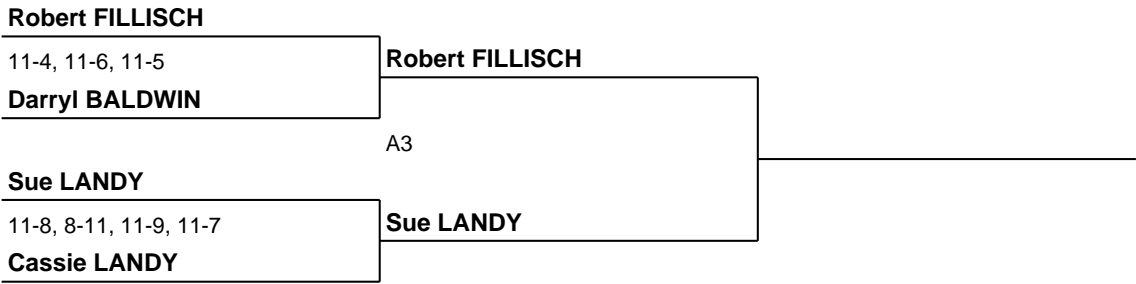 Robert FILLISCH
11-4, 11-6, 11-5
Robert FILLISCH
Darryl BALDWIN
A3
Sue LANDY
11-8, 8-11, 11-9, 11-7
Sue LANDY
Cassie LANDY